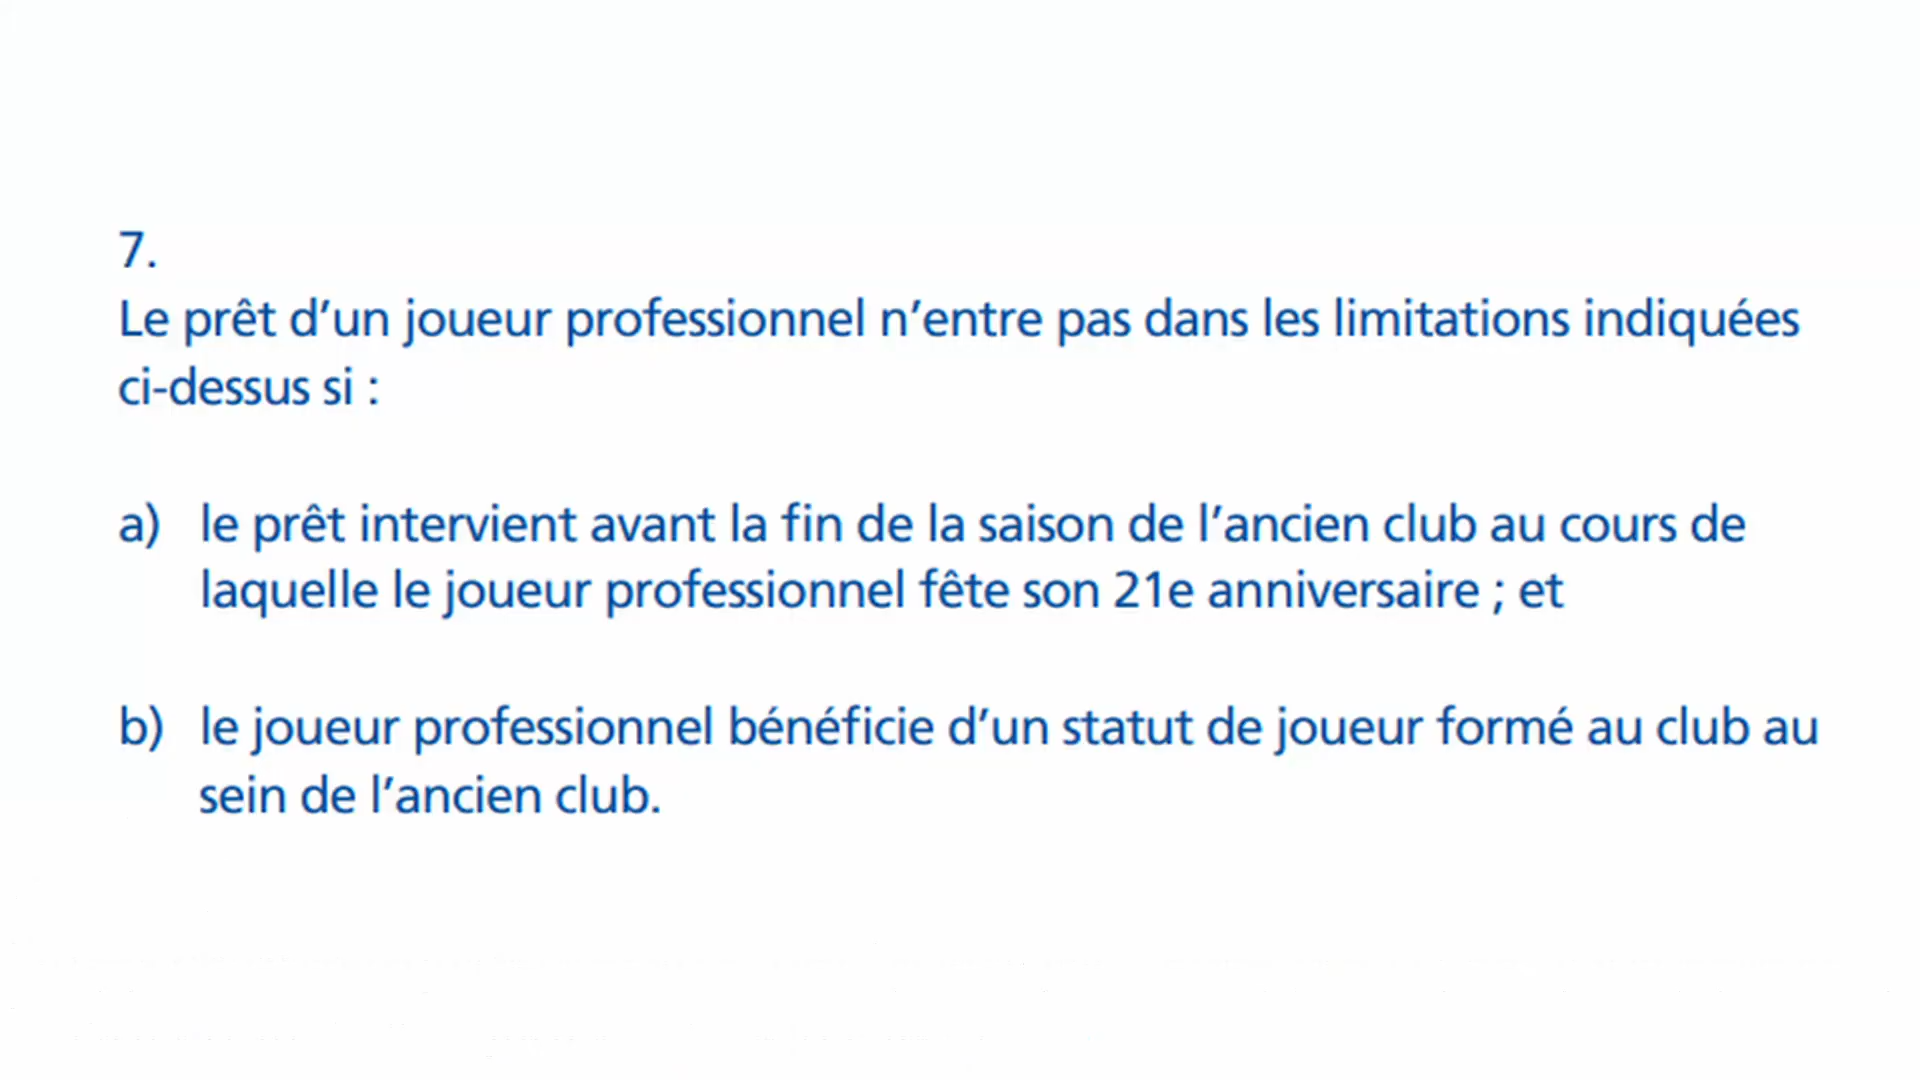 7.
Le prêt d’un joueur professionnel n’entre pas dans les limitations indiquées
ci-dessus si :
a) le prêt intervient avant la fin de la saison de l’ancien club au cours de
laquelle le joueur professionnel fête son 21e anniversaire ; et
b) le joueur professionnel bénéficie d’un statut de joueur formé au club au
sein de l’ancien club.